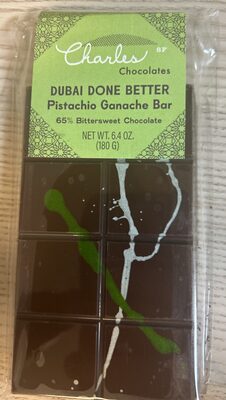 Charles SF
Chocolates
DUBAI DONE BETTER
Pistachio Ganache Bar
65% Bittersweet Chocolate
NET WT. 6.4 OZ.
(180 G)